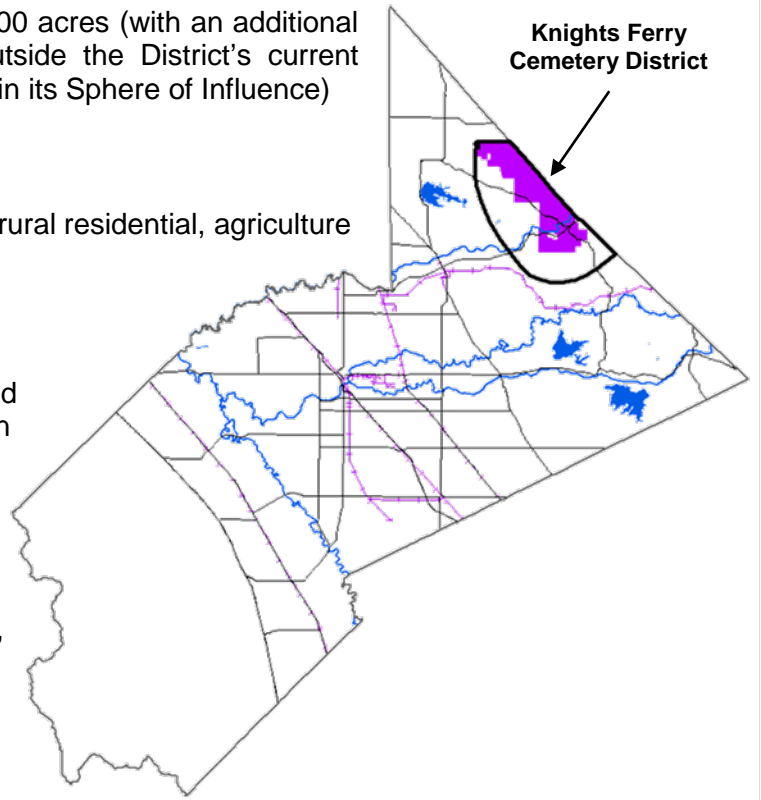 00 acres (with an additional
utside the District's current
in its Sphere of Influence)
rural residential, agriculture
Knights Ferry
Cemetery District